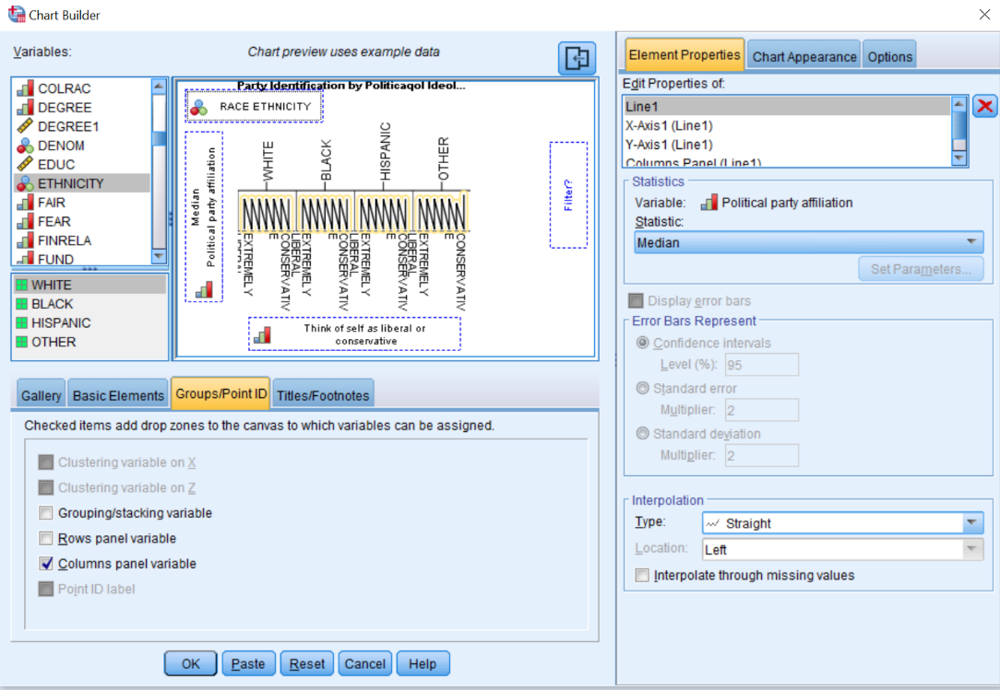 Chart Builder
Variables:
Chart preview uses example data
COLRAC
DEGREE
DEGREE1
DENOM
EDUC
ETHNICITY
FAIR
FEAR
FINRELA
FUND
WHITE
BLACK
HISPANIC
OTHER
Party Identification by Politicaqol Ideol...
RACE ETHNICITY
Median
Political party affiliation
WHITE
BLACK
HISPANIC
OTHER
Filter?
EXTREMELY
CONSERVATIV
E
LIBERAL
EXTREMELY
CONSERVATIV
E
LIBERAL
EXTREMELY
CONSERVATIV
E
LIBERAL
EXTREMELY
CONSERVATIV
E
Think of self as liberal or
conservative
Gallery
Basic Elements
Groups/Point ID
Titles/Footnotes
Checked items add drop zones to the canvas to which variables can be assigned.
Clustering variable on X
Clustering variable on Z
Grouping/stacking variable
Rows panel variable
Columns panel variable
Point ID label
OK
Paste
Reset
Cancel
Help
Element Properties
Chart Appearance
Options
Edit Properties of:
Line1
X-Axis1 (Line1)
Y-Axis1 (Line1)
Columns Panel (Line1)
Statistics
Variable: Political party affiliation
Statistic:
Median
Set Parameters...
Display error bars
Error Bars Represent
Confidence intervals
Level (%): 95
Standard error
Multiplier: 2
Standard deviation
Multiplier: 2
Interpolation
Type: Straight
Location: Left
Interpolate through missing values